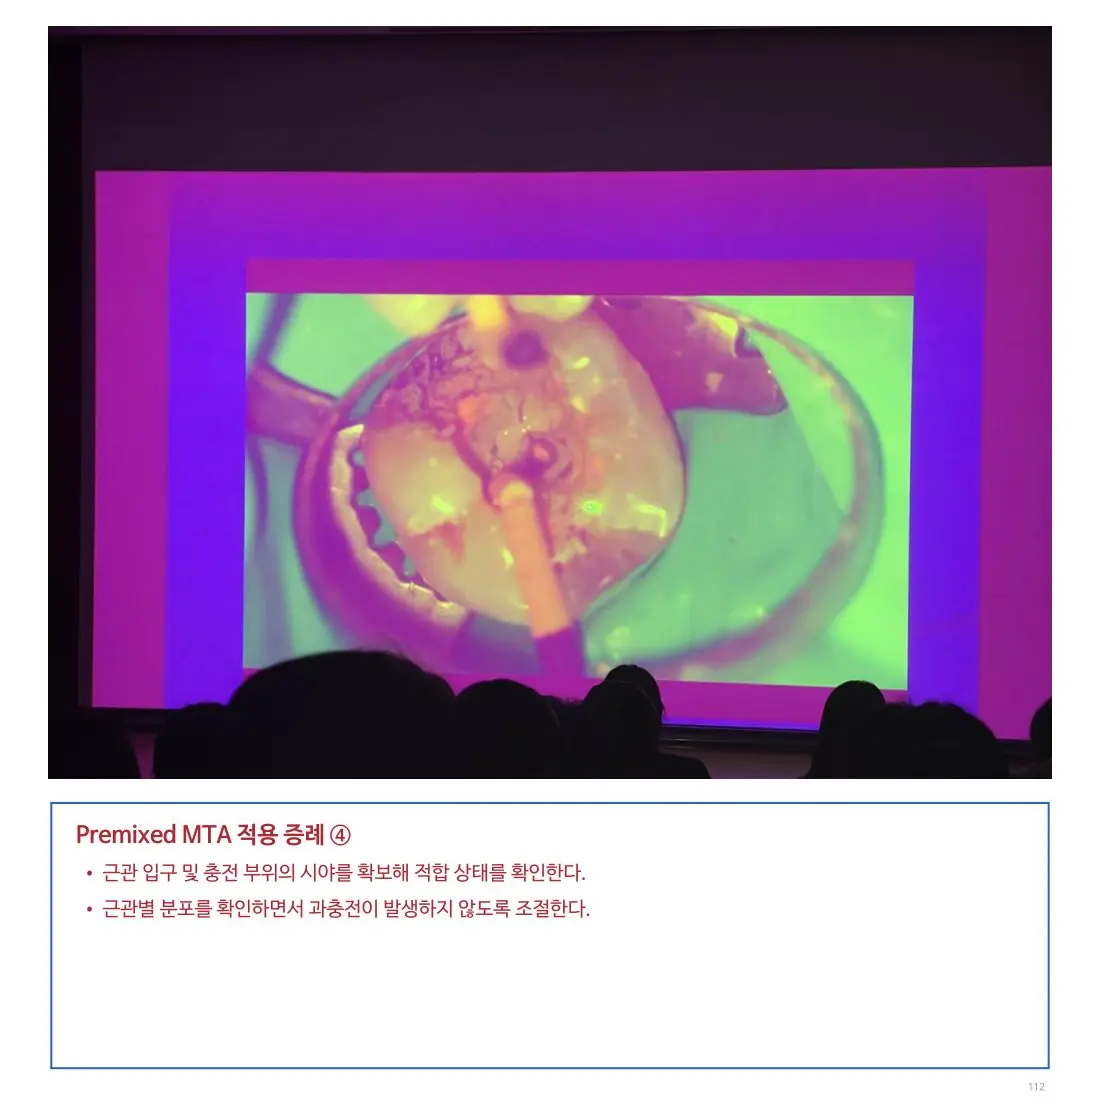 Premixed MTA 적용 증례 ④
• 근관 입구 및 충전 부위의 시야를 확보해 적합 상태를 확인한다.
• 근관별 분포를 확인하면서 과충전이 발생하지 않도록 조절한다.
112